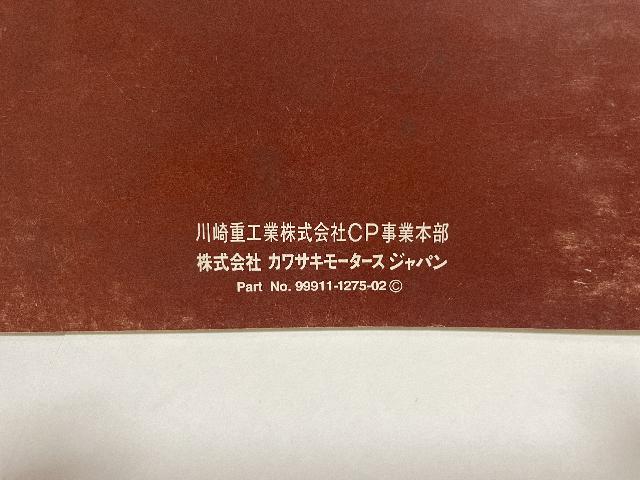 川崎重工業株式会社CP事業本部
株式会社 カワサキモータース ジャパン
Part No. 99911-1275-02 ©